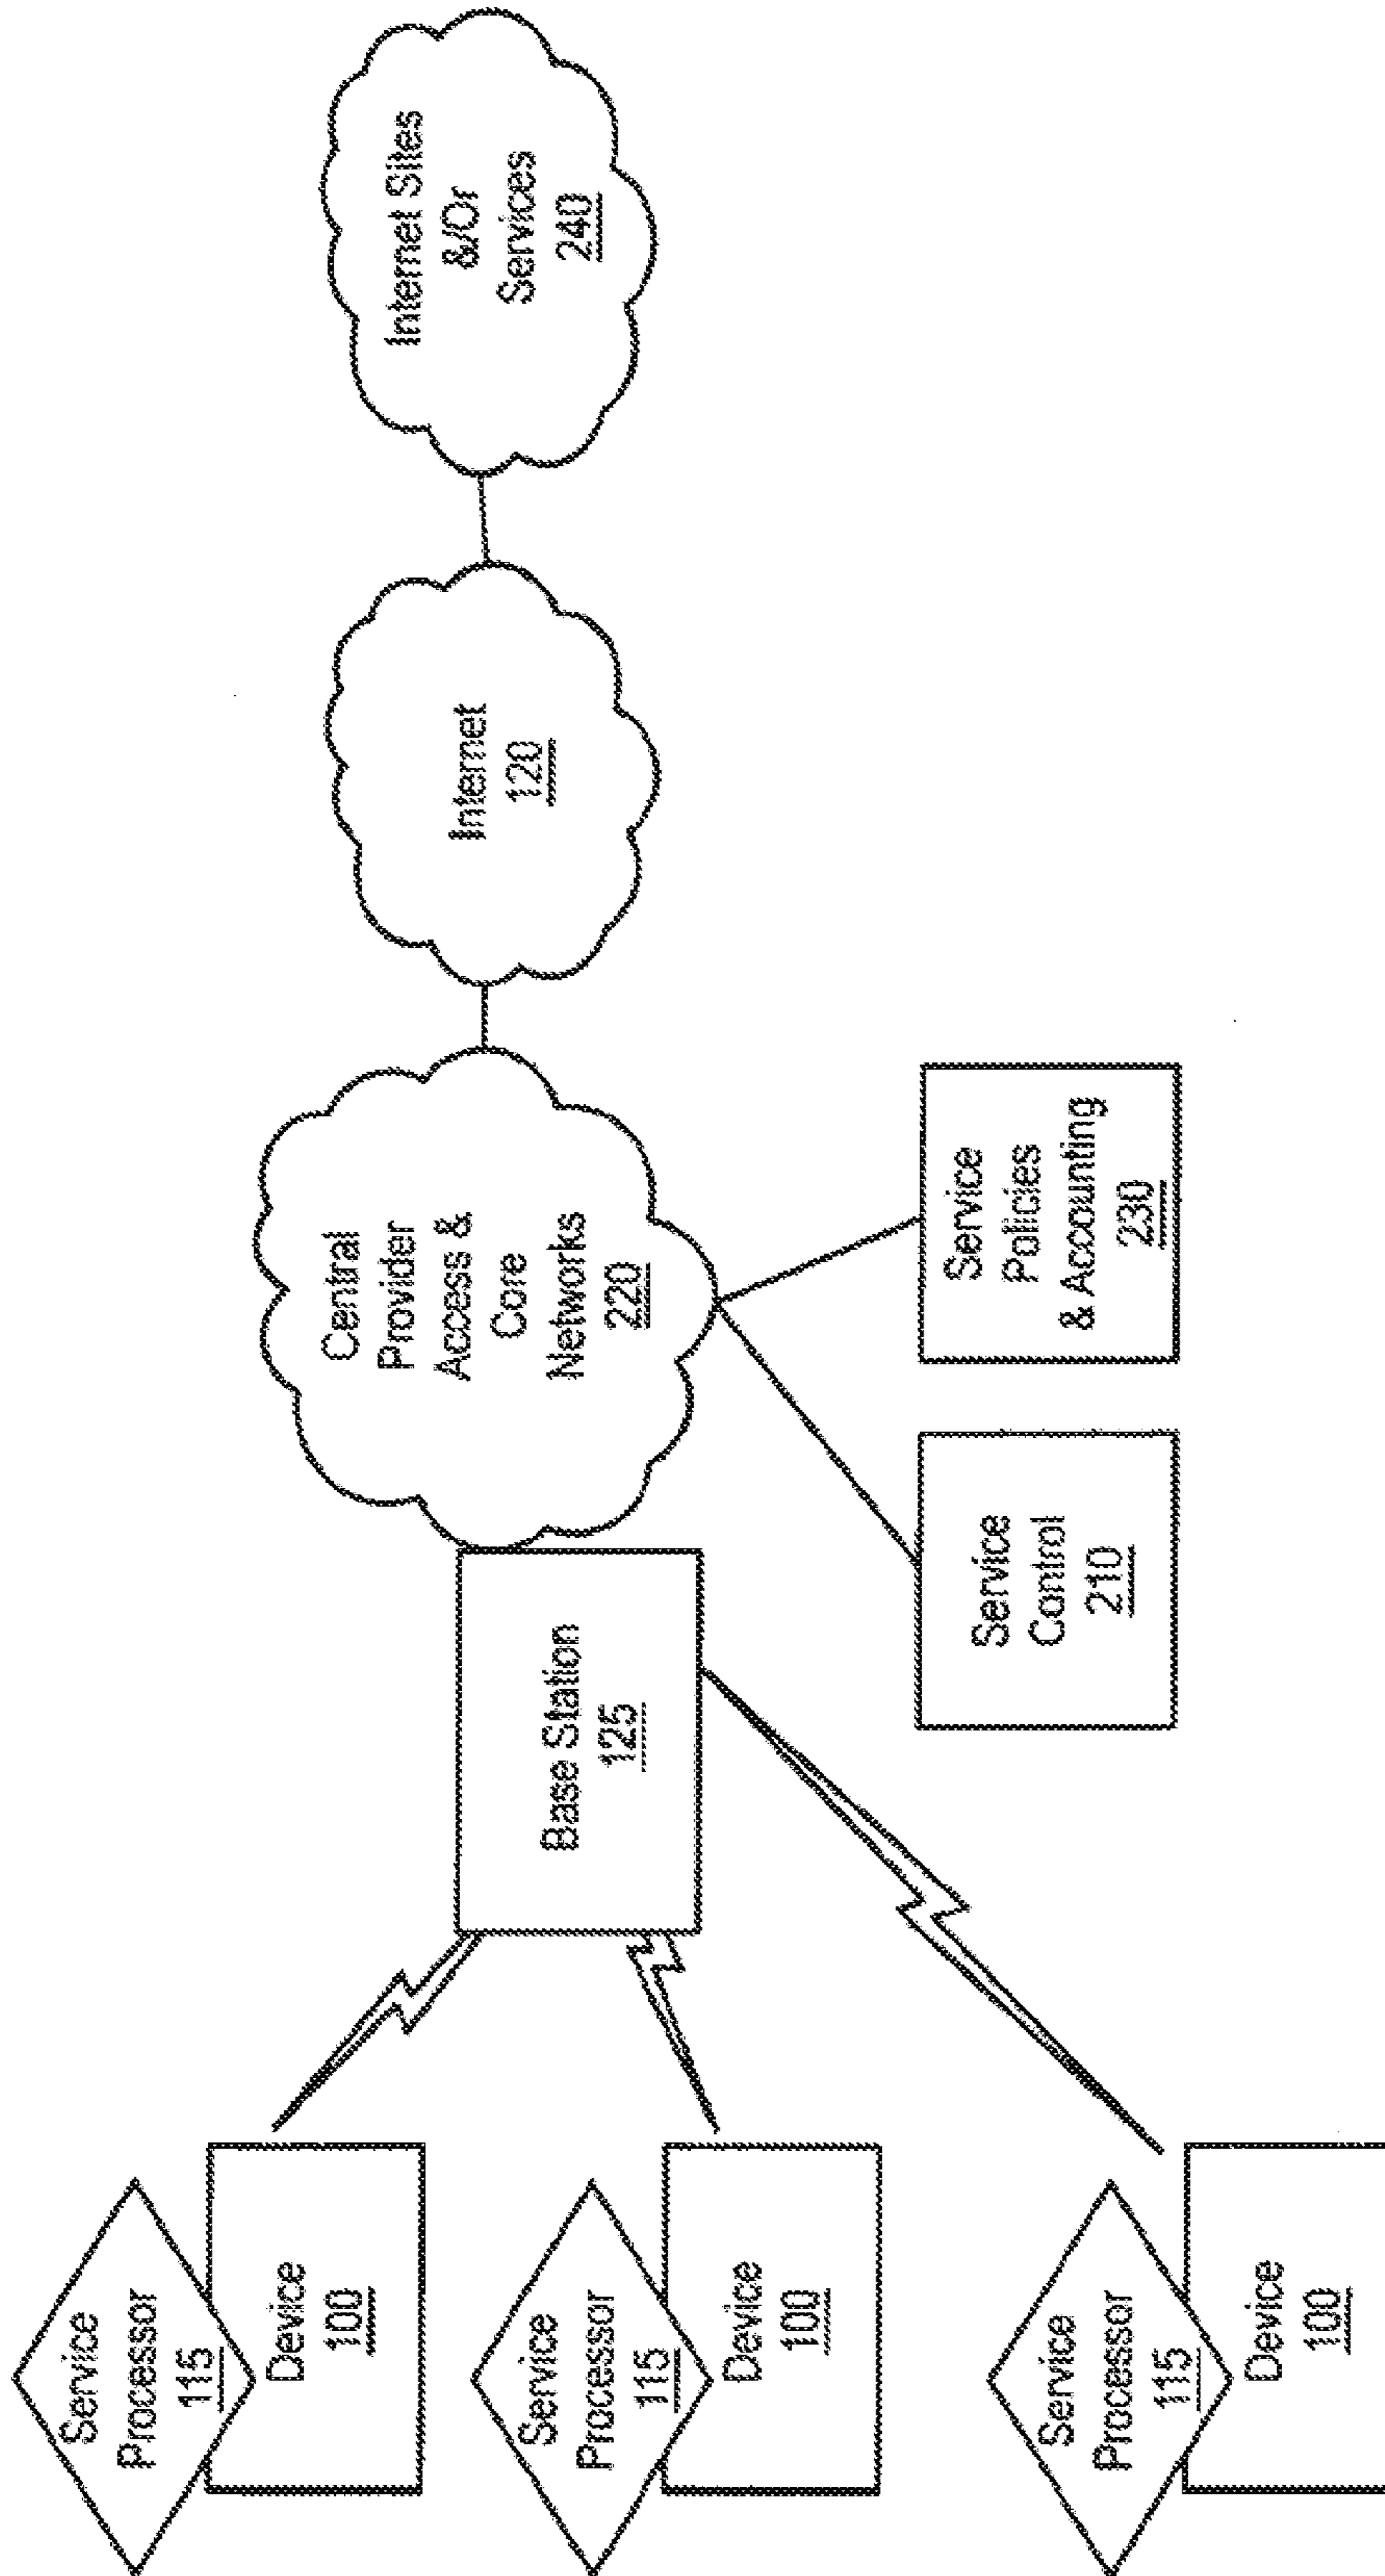 Service
Processor
115
Device
100
Service
Processor
115
Device
100
Service
Processor
115
Device
100
Base Station
125
Central
Provider
Access &
Core
Networks
220
Service
Control
210
Service
Policies
& Accounting
230
Internet
120
Internet Sites
&/Or
Services
240